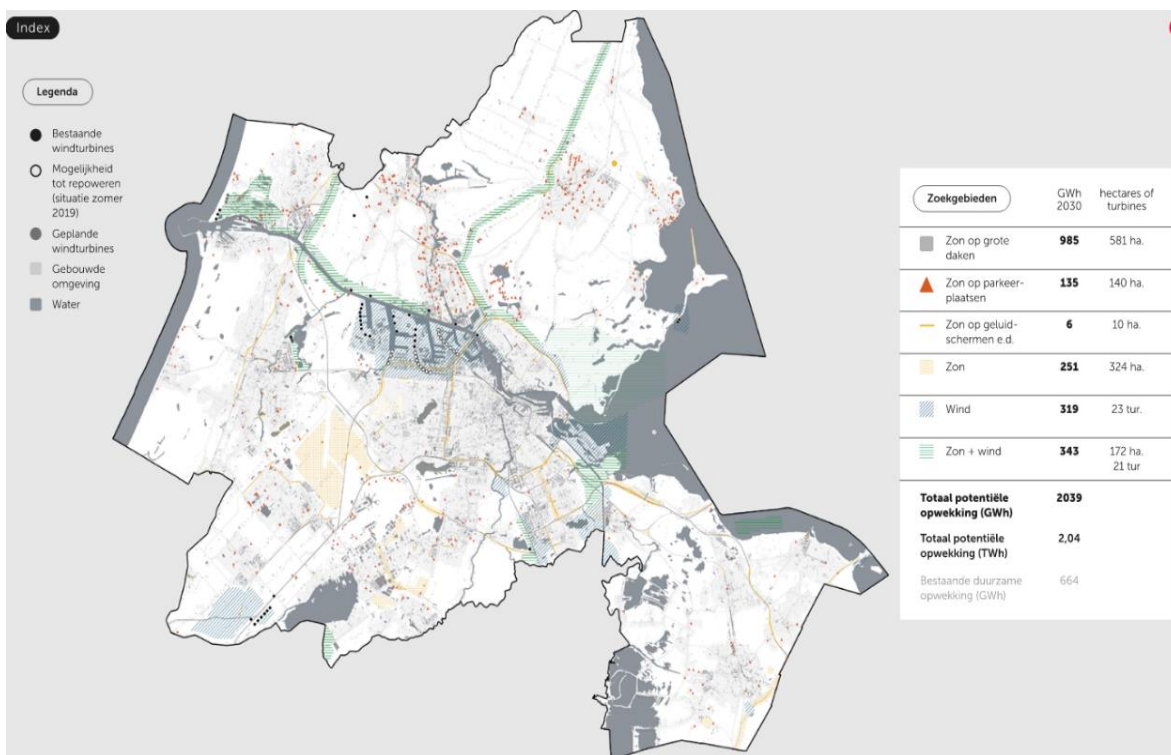 Index
Legenda
Bestaande
windturbines
Mogelijkheid
tot repoweren
(situatie zomer
2019)
Geplande
windturbines
Gebouwde
omgeving
Water
Zoekgebieden
GWh
2030
hectares of
turbines
Zon op grote
daken
985
581 ha.
Zon op parkeer-
plaatsen
135
140 ha.
Zon op geluid-
schermen e.d.
6
10 ha.
Zon
251
324 ha.
Wind
319
23 tur.
Zon + wind
343
172 ha.
21 tur
Totaal potentiële
opwekking (GWh)
2039
Totaal potentiële
opwekking (TWh)
2,04
Bestaande duurzame
opwekking (GWh)
664